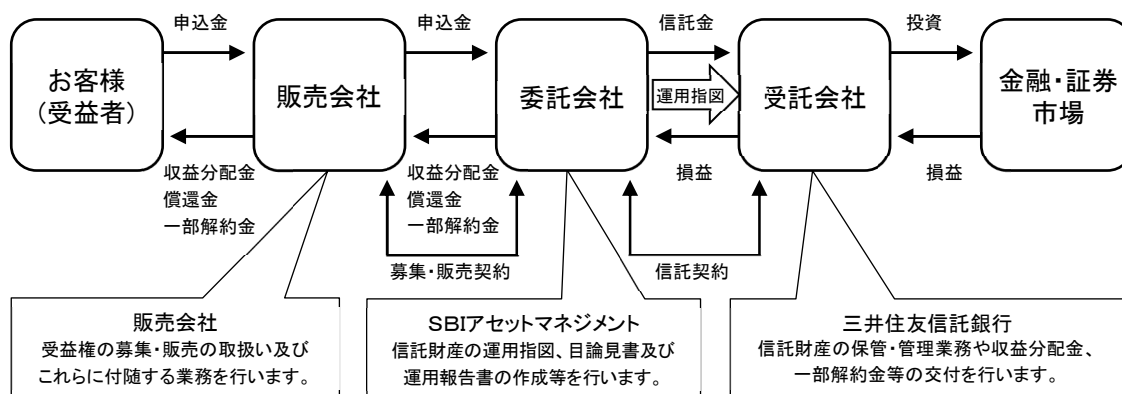 申込金
申込金
信託金
投資
お客様
(受益者)
販売会社
委託会社
運用指図
受託会社
金融・証券
市場
収益分配金
償還金
一部解約金
収益分配金
償還金
一部解約金
損益
損益
募集・販売契約
信託契約
販売会社
受益権の募集・販売の取扱い及び
これらに付随する業務を行います。
SBIアセットマネジメント
信託財産の運用指図、目論見書及び
運用報告書の作成等を行います。
三井住友信託銀行
信託財産の保管・管理業務や収益分配金、
一部解約金等の交付を行います。